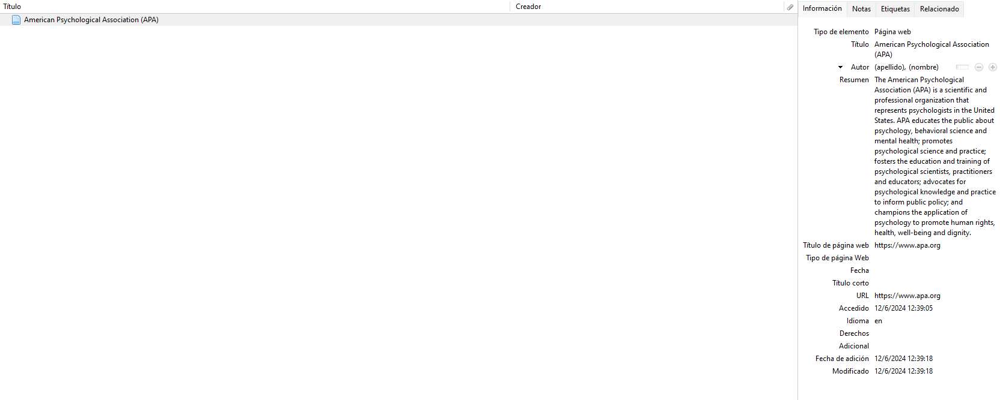 Título Creador
American Psychological Association (APA)
Información Notas Etiquetas Relacionado
Tipo de elemento Página web
Título American Psychological Association
(APA)
Autor (apellido), (nombre)
Resumen The American Psychological
Association (APA) is a scientific and
professional organization that
represents psychologists in the United
States. APA educates the public about
psychology, behavioral science and
mental health; promotes
psychological science and practice;
fosters the education and training of
psychological scientists, practitioners
and educators; advocates for
psychological knowledge and practice
to inform public policy; and
champions the application of
psychology to promote human rights,
health, well-being and dignity.
Título de página web https://www.apa.org
Tipo de página Web
Fecha
Título corto
URL https://www.apa.org
Accedido 12/6/2024 12:39:05
Idioma en
Derechos
Adicional
Fecha de adición 12/6/2024 12:39:18
Modificado 12/6/2024 12:39:18